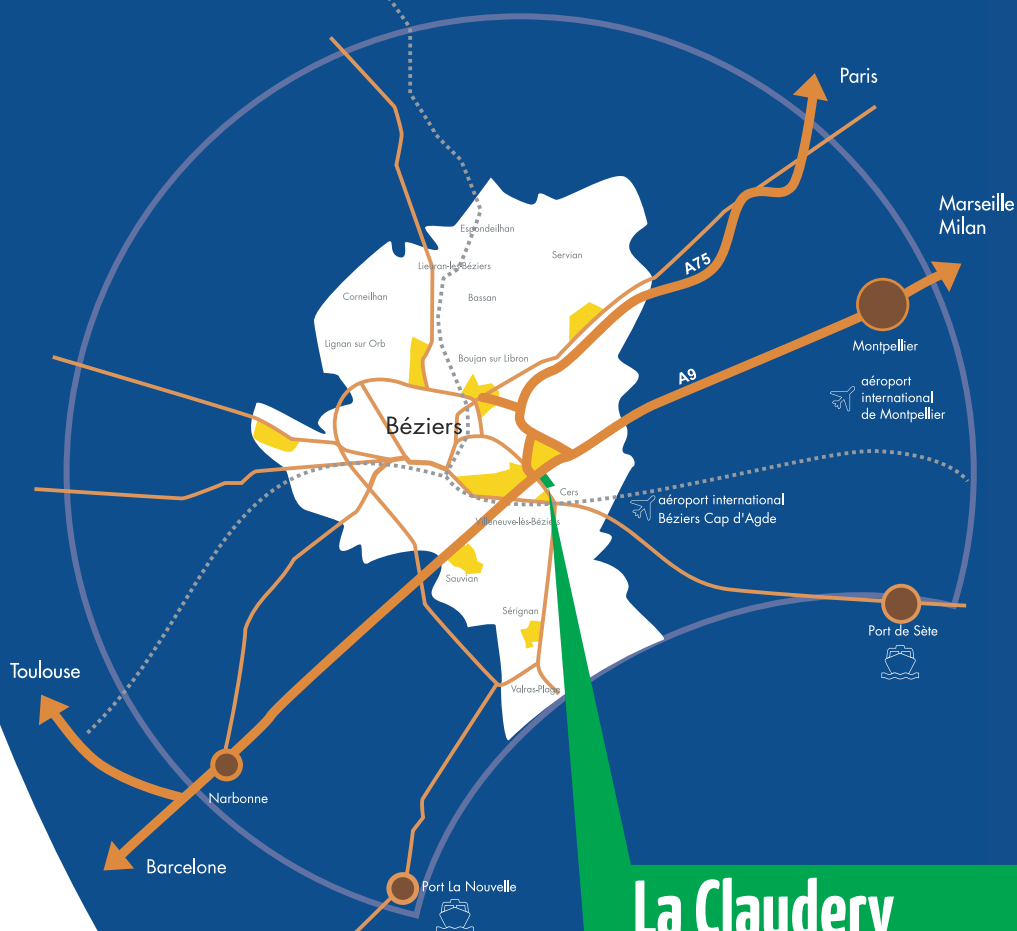 Paris
Marseille
Milan
Espondeilhan
Servian
A75
Lieuran-les-Béziers
Corneilhan
Bassan
Lignan sur Orb
Boujan sur Libron
Montpellier
A9
aéroport
international
de Montpellier
Béziers
Cers
aéroport international
Béziers Cap d'Agde
Villeneuve-lès-Béziers
Sauvian
Sérignan
Port de Sète
Toulouse
Valras-Plage
Narbonne
Barcelone
Port La Nouvelle
La Claudery